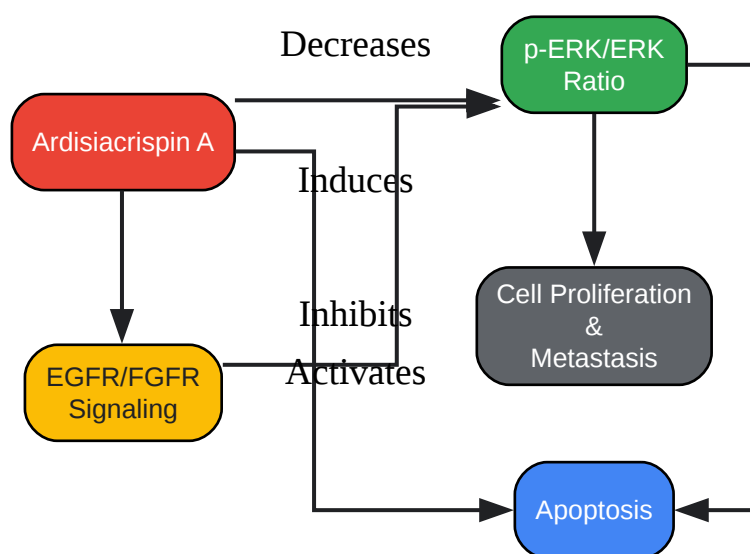 Decreases
p-ERK/ERK
Ratio
Ardisiacrispin A
Induces
Cell Proliferation
&
Metastasis
Inhibits
Activates
EGFR/FGFR
Signaling
Apoptosis